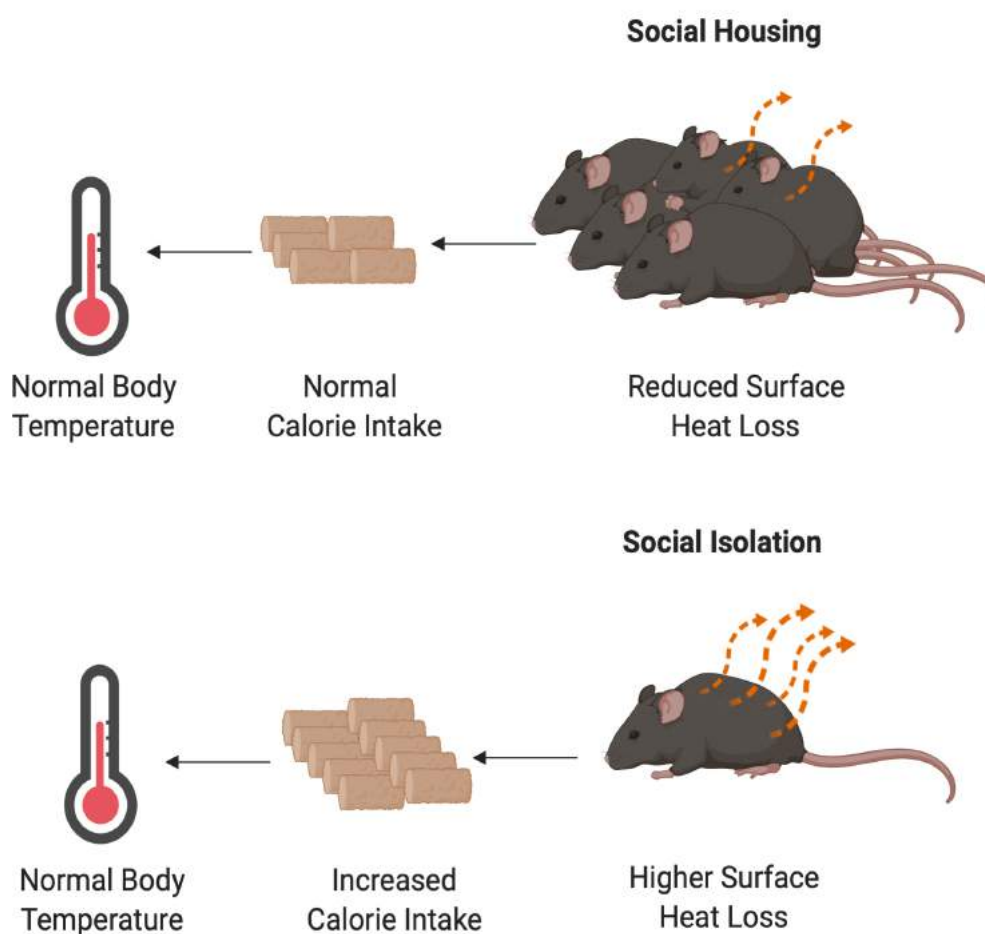 Social Housing
Normal Body
Temperature
Normal
Calorie Intake
Reduced Surface
Heat Loss
Social Isolation
Normal Body
Temperature
Increased
Calorie Intake
Higher Surface
Heat Loss